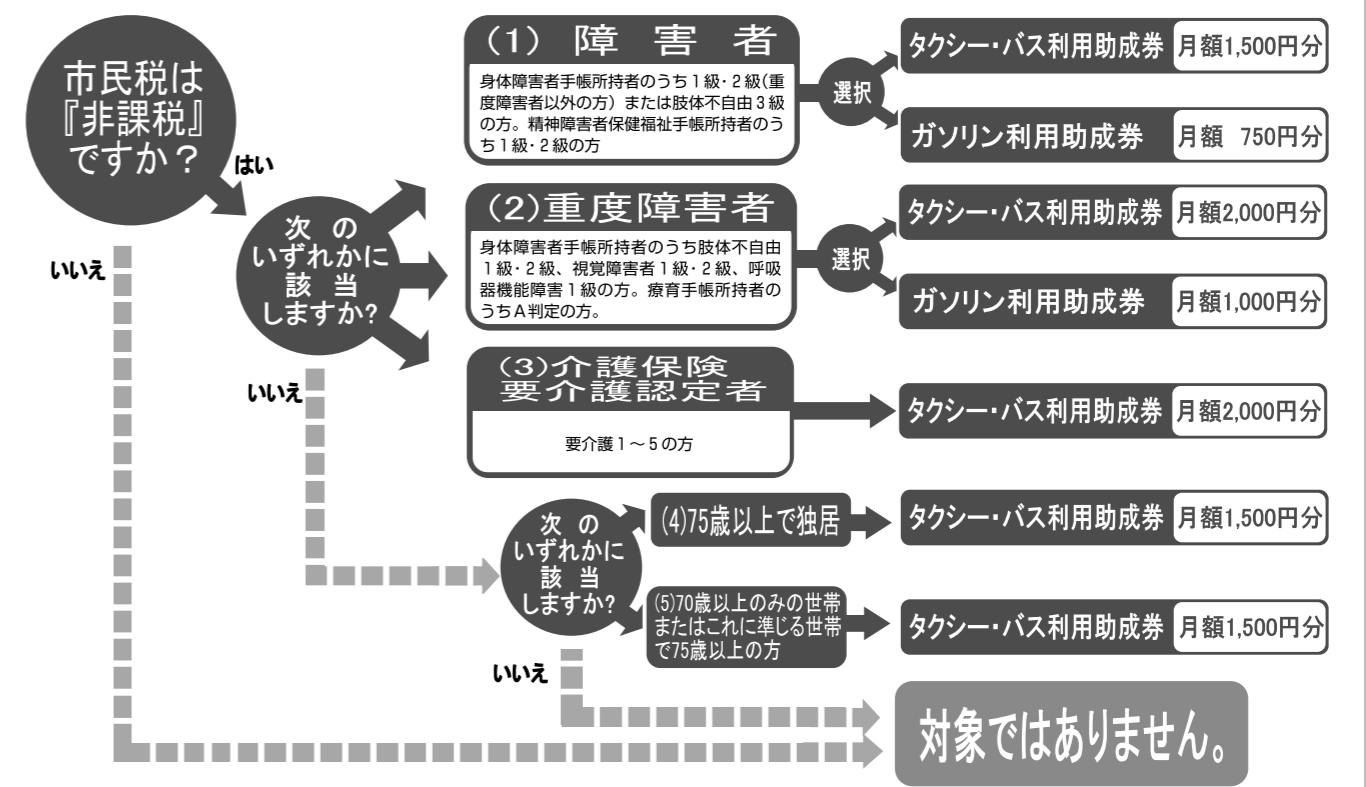 市民税は
『非課税』
ですか？
はい
いいえ
次の
いずれかに
該当
しますか?
いいえ
(1) 障害者
身体障害者手帳所持者のうち1級・2級(重
度障害者以外の方) または肢体不自由3級
の方。精神障害者保健福祉手帳所持者のう
ち1級・2級の方
選択
タクシー・バス利用助成券 月額1,500円分
ガソリン利用助成券 月額 750円分
(2)重度障害者
身体障害者手帳所持者のうち肢体不自由
1級・2級、視覚障害者1級・2級、呼吸
器機能障害1級の方。療育手帳所持者の
うちA判定の方。
選択
タクシー・バス利用助成券 月額2,000円分
ガソリン利用助成券 月額1,000円分
(3)介護保険
要介護認定者
要介護1～5の方
タクシー・バス利用助成券 月額2,000円分
次の
いずれかに
該当
しますか?
(4)75歳以上で独居
タクシー・バス利用助成券 月額1,500円分
(5)70歳以上のみの世帯
またはこれに準じる世帯
で75歳以上の方
タクシー・バス利用助成券 月額1,500円分
いいえ
対象ではありません。